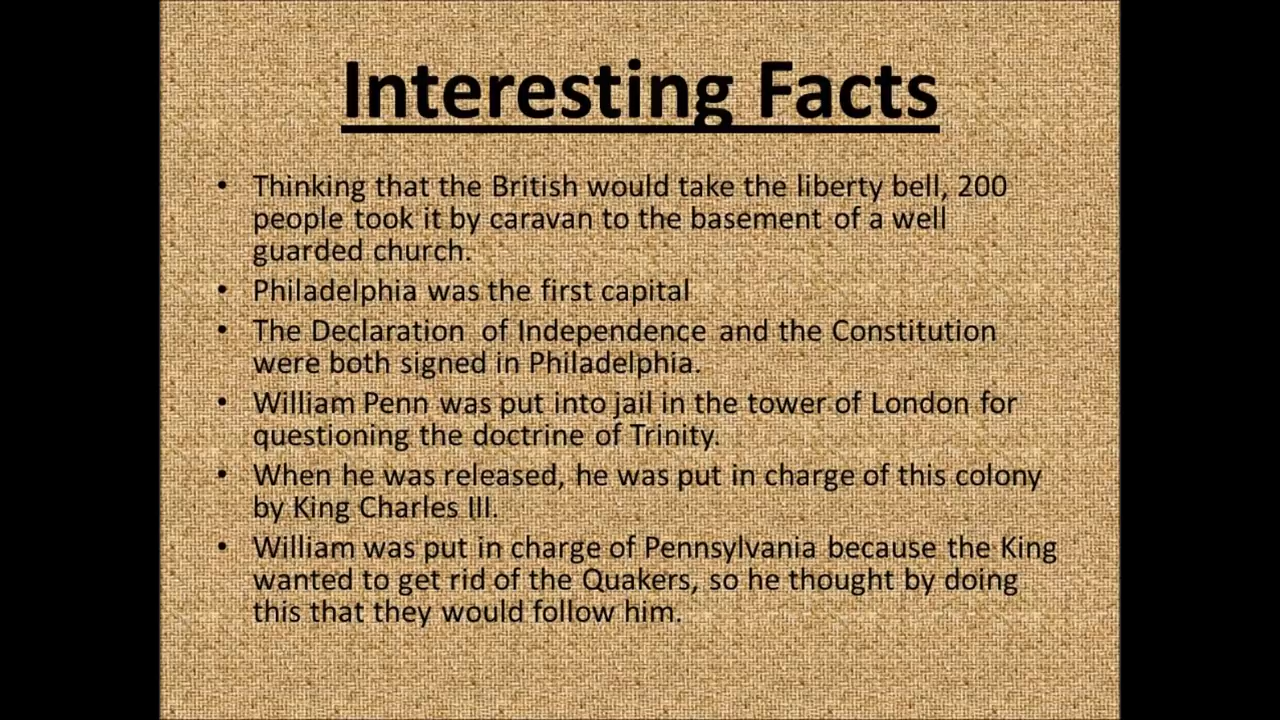 Interesting Facts
• Thinking that the British would take the liberty bell, 200
people took it by caravan to the basement of a well
guarded church.
• Philadelphia was the first capital
• The Declaration  of Independence and the Constitution
were both signed in Philadelphia.
• William Penn was put into jail in the tower of London for
questioning the doctrine of Trinity.
• When he was released, he was put in charge of this colony
by King Charles III.
• William was put in charge of Pennsylvania because the King
wanted to get rid of the Quakers, so he thought by doing
this that they would follow him.